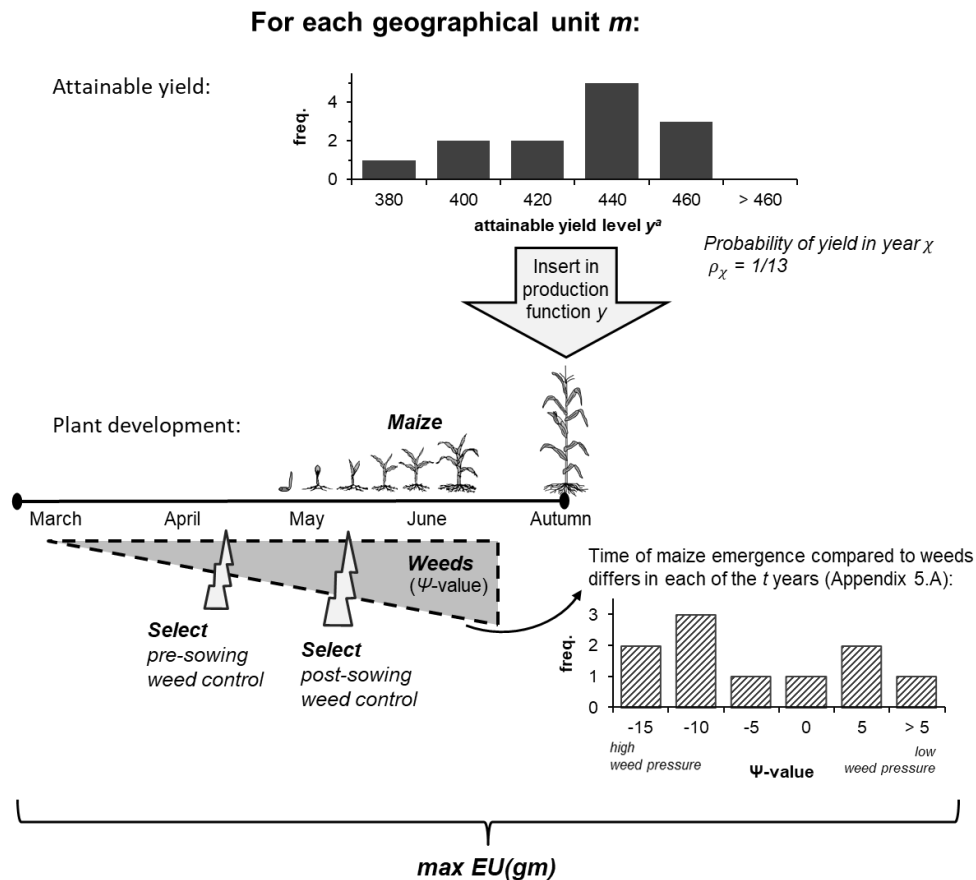 For each geographical unit m:
Attainable yield:
freq.
4
2
0
380 400 420 440 460 > 460
attainable yield level yᵃ
Probability of yield in year χ
ρχ = 1/13
Insert in
production
function y
Plant development:
Maize
March April May June Autumn
Weeds
(Ψ-value)
Select
pre-sowing
weed control
Select
post-sowing
weed control
Time of maize emergence compared to weeds
differs in each of the t years (Appendix 5.A):
freq.
3
2
1
0
-15 -10 -5 0 5 > 5
high
weed pressure
Ψ-value
low
weed pressure
max EU(gm)